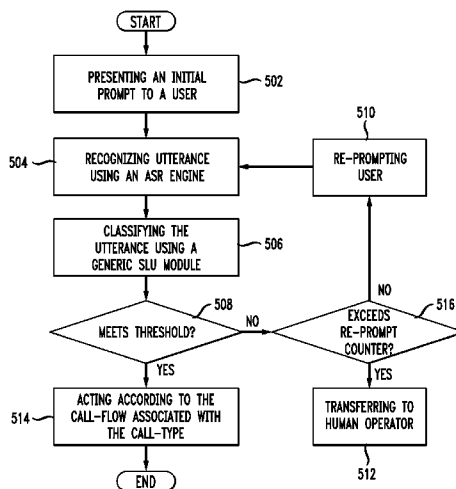 START
PRESENTING AN INITIAL
PROMPT TO A USER
502
510
504
RECOGNIZING UTTERANCE
USING AN ASR ENGINE
RE-PROMPTING
USER
CLASSIFYING THE
UTTERANCE USING A
GENERIC SLU MODULE
506
508
MEETS THRESHOLD?
NO
NO
516
EXCEEDS
RE-PROMPT
COUNTER?
YES
YES
514
ACTING ACCORDING TO THE
CALL-FLOW ASSOCIATED WITH
THE CALL-TYPE
TRANSFERRING TO
HUMAN OPERATOR
512
END